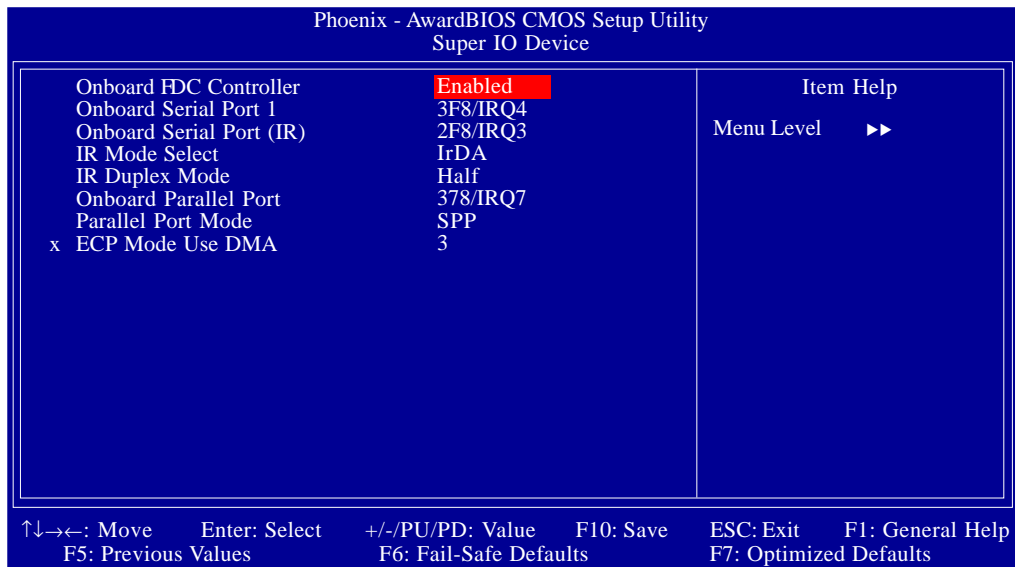 Phoenix - AwardBIOS CMOS Setup Utility
Super IO Device
Onboard FDC Controller Enabled
Onboard Serial Port 1 3F8/IRQ4
Onboard Serial Port (IR) 2F8/IRQ3
IR Mode Select IrDA
IR Duplex Mode Half
Onboard Parallel Port 378/IRQ7
Parallel Port Mode SPP
x ECP Mode Use DMA 3
Item Help
Menu Level ▶▶
↑↓→←: Move Enter: Select +/-/PU/PD: Value F10: Save ESC: Exit F1: General Help
F5: Previous Values F6: Fail-Safe Defaults F7: Optimized Defaults